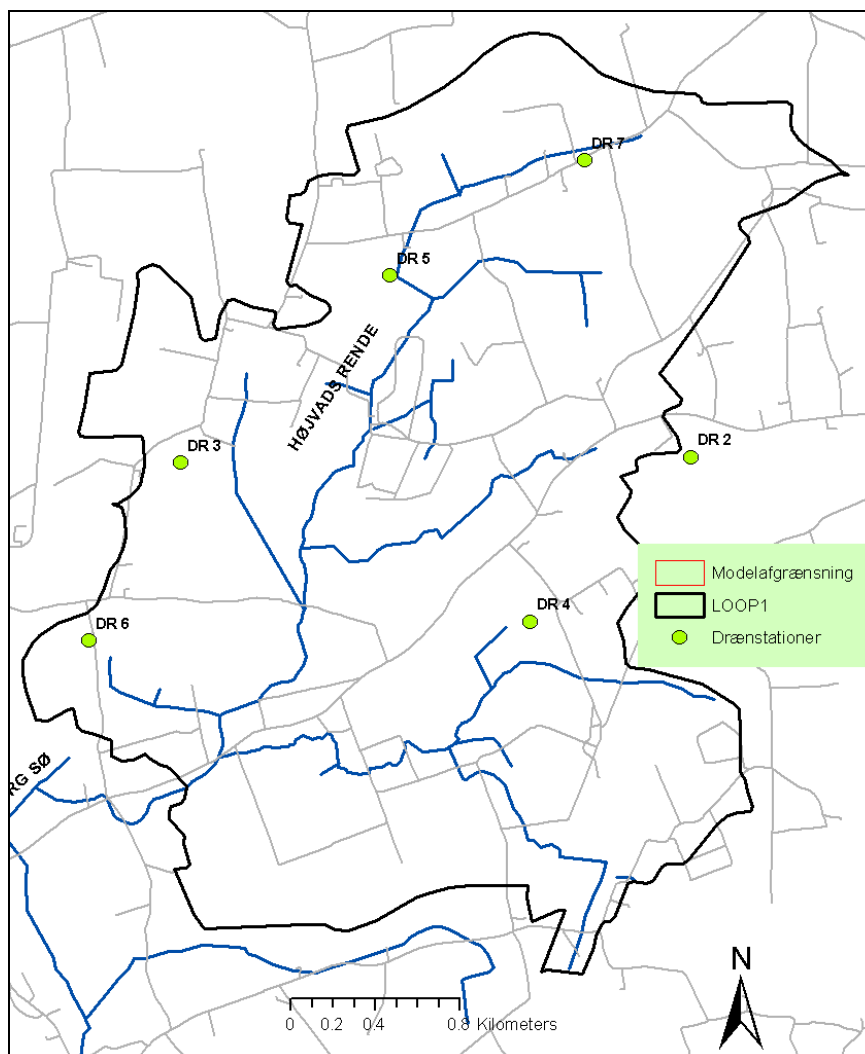 DR 7
DR 5
HØJVADS RENDE
DR 3
DR 2
Modelafgrænsning
LOOP1
Drænstationer
DR 4
DR 6
RG SØ
N
0 0.2 0.4 0.8 Kilometers